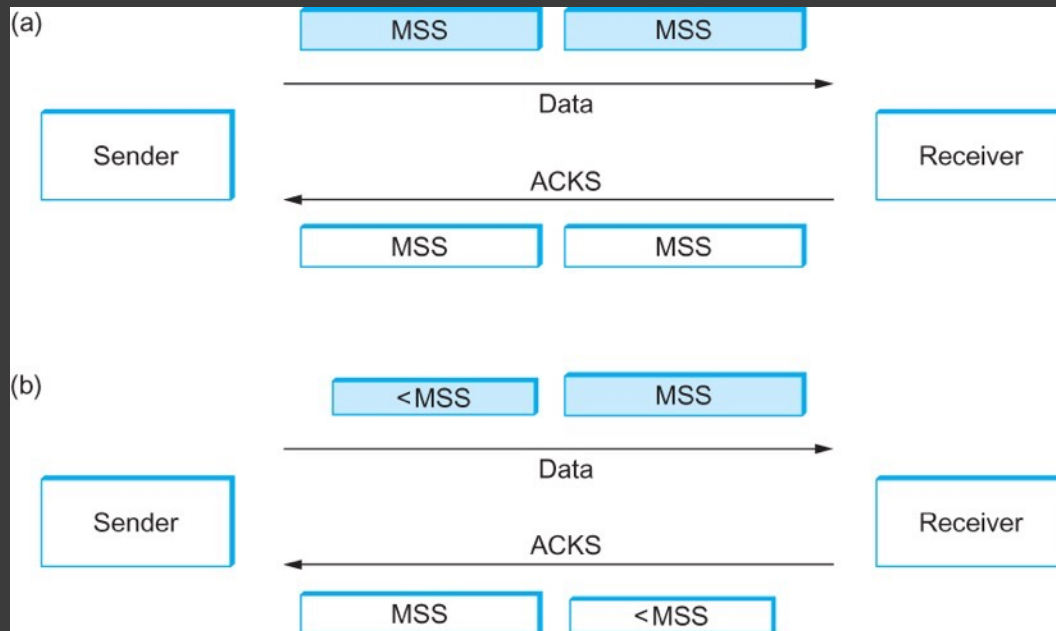 (a)
MSS MSS
Data
Sender Receiver
ACKS
MSS MSS
(b)
<MSS MSS
Data
Sender Receiver
ACKS
MSS <MSS